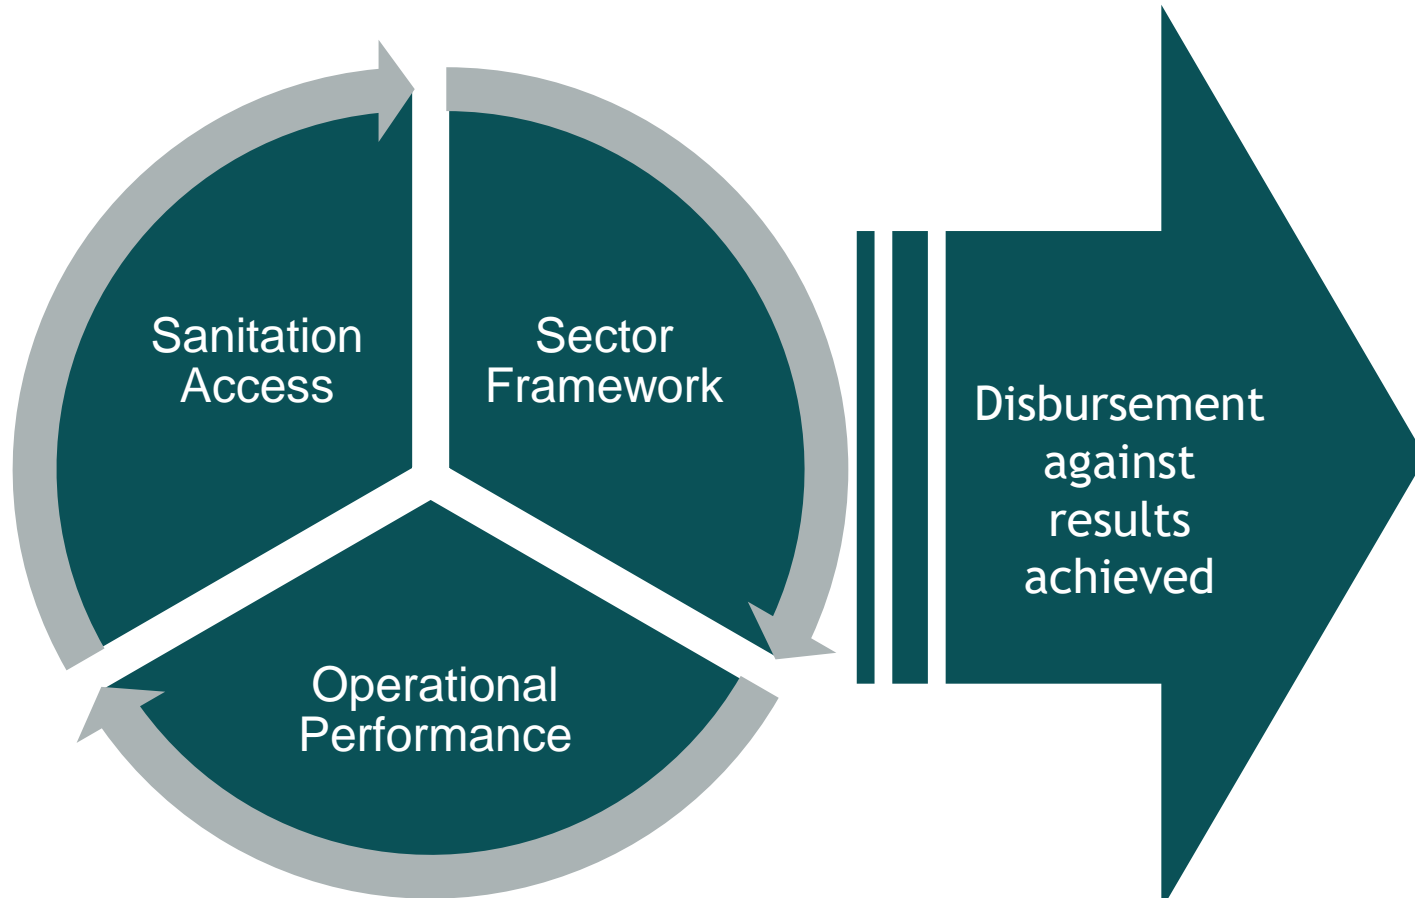 Sanitation
Access
Sector
Framework
Operational
Performance
Disbursement
against
results
achieved